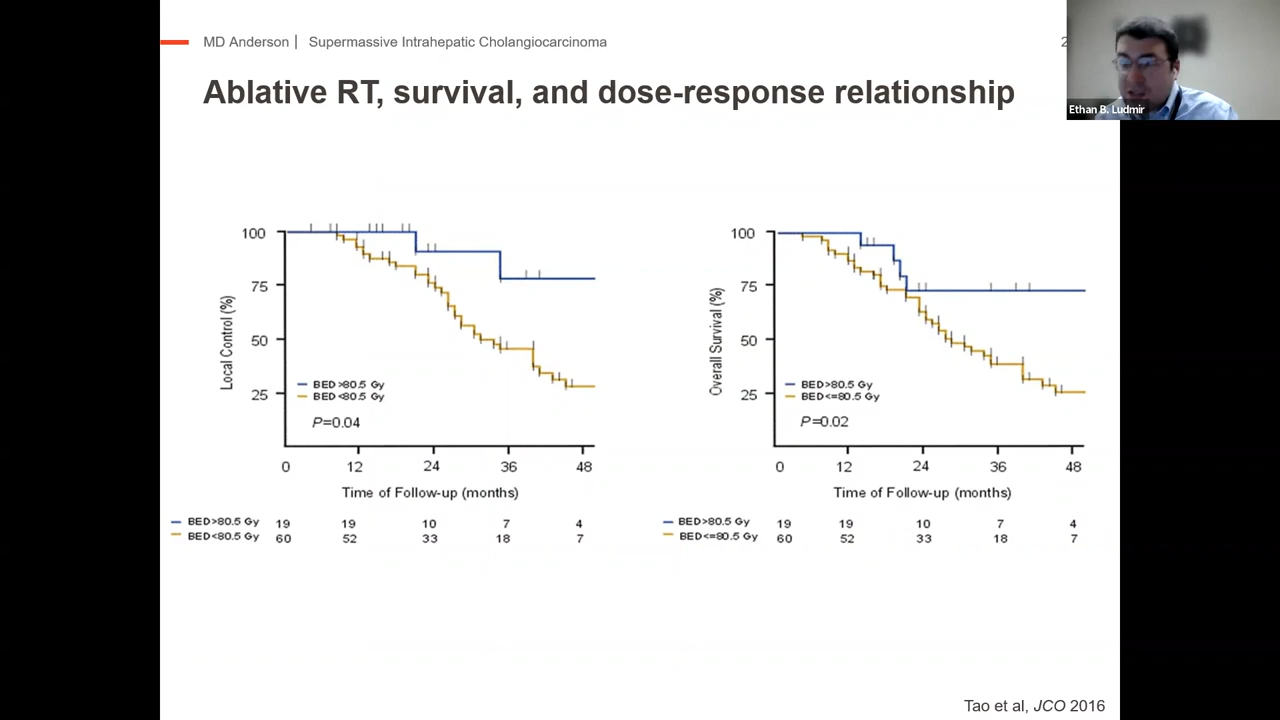 MD Anderson | Supermassive Intrahepatic Cholangiocarcinoma
2
Ethan B. Ludmir
Ablative RT, survival, and dose-response relationship
100
75
50
25
Local Control (%)
BED>80.5 Gy
BED<80.5 Gy
P=0.04
0 12 24 36 48
Time of Follow-up (months)
BED>80.5 Gy 19 19 10 7 4
BED<80.5 Gy 60 52 33 18 7
100
75
50
25
Overall Survival (%)
BED>80.5 Gy
BED<=80.5 Gy
P=0.02
0 12 24 36 48
Time of Follow-up (months)
BED>80.5 Gy 19 19 10 7 4
BED<=80.5 Gy 60 52 33 18 7
Tao et al, JCO 2016